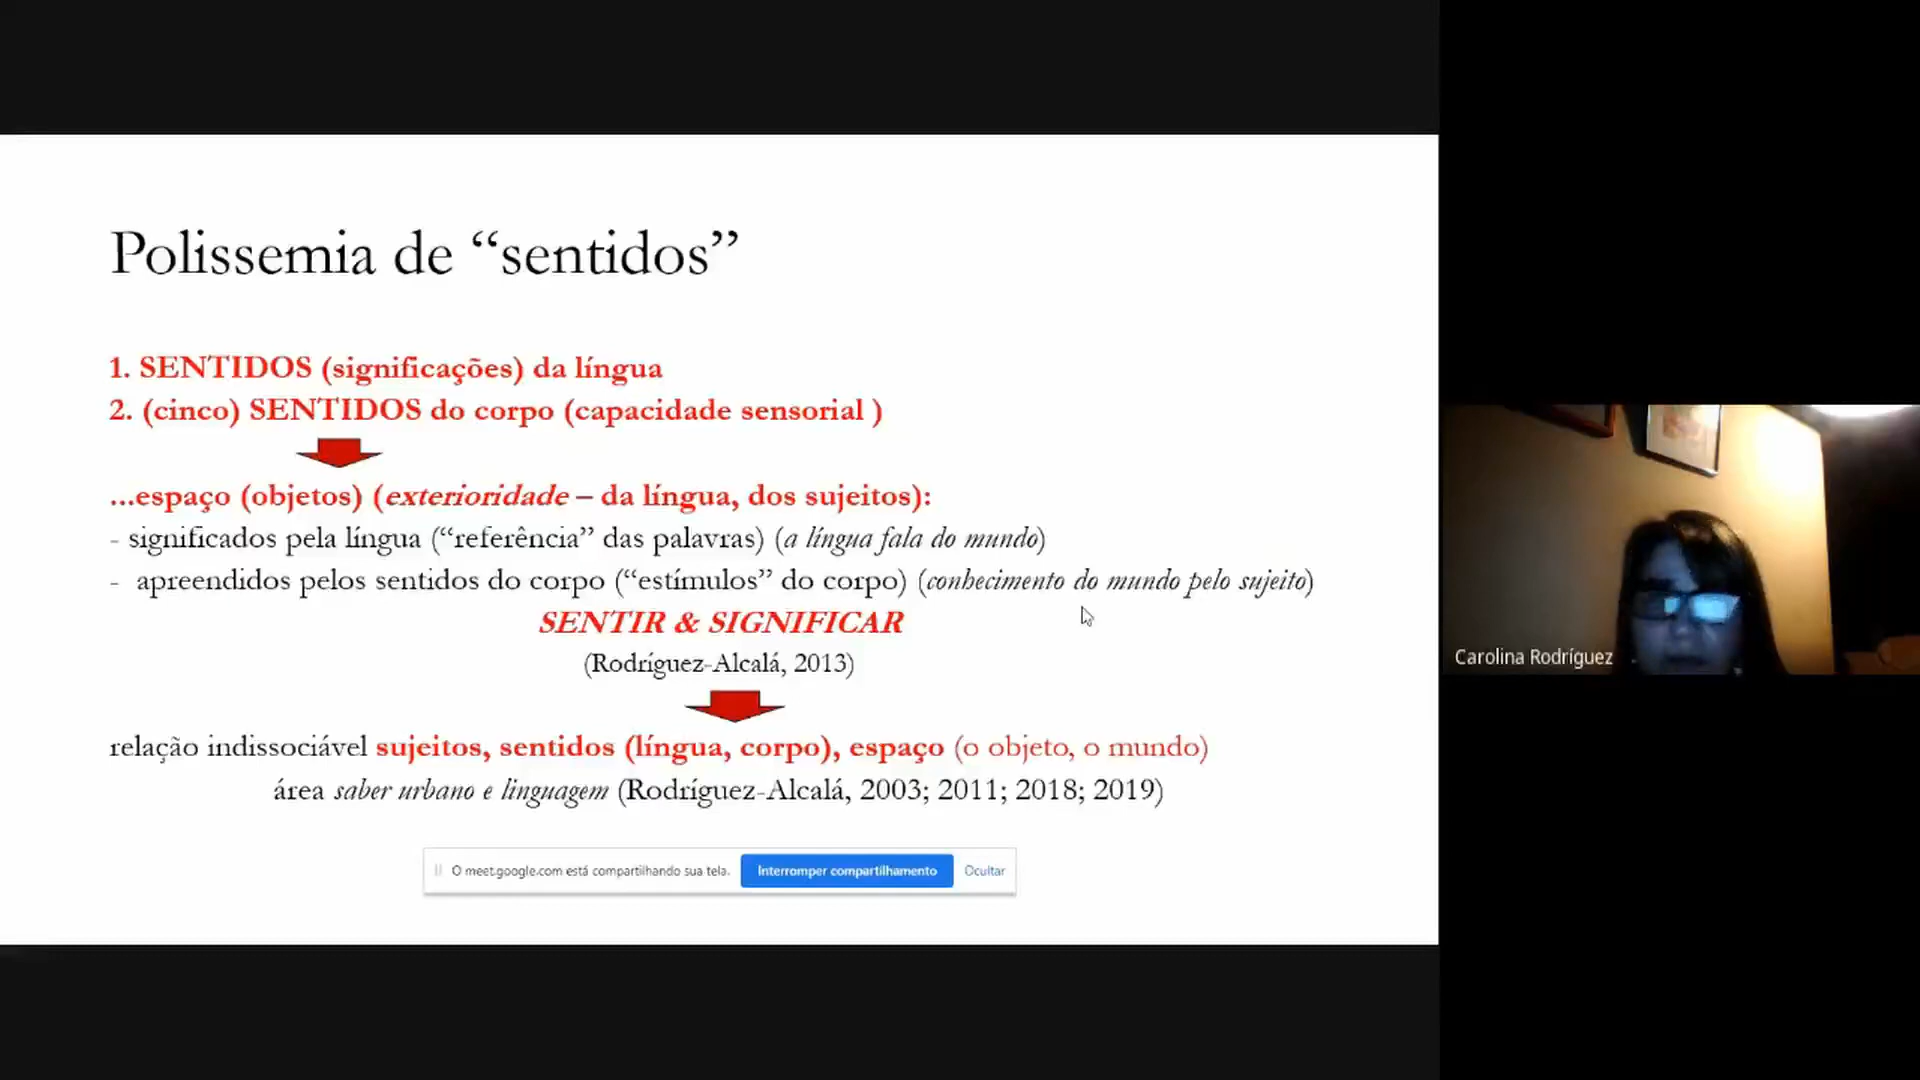 Polissemia de “sentidos”
1. SENTIDOS (significações) da língua
2. (cinco) SENTIDOS do corpo (capacidade sensorial )
...espaço (objetos) (exterioridade – da língua, dos sujeitos):
- significados pela língua (“referência” das palavras) (a língua fala do mundo)
- apreendidos pelos sentidos do corpo (“estímulos” do corpo) (conhecimento do mundo pelo sujeito)
SENTIR & SIGNIFICAR
(Rodríguez-Alcalá, 2013)
relação indissociável sujeitos, sentidos (língua, corpo), espaço (o objeto, o mundo)
área saber urbano e linguagem (Rodríguez-Alcalá, 2003; 2011; 2018; 2019)
O meet.google.com está compartilhando sua tela. Interromper compartilhamento Ocultar
Carolina Rodríguez